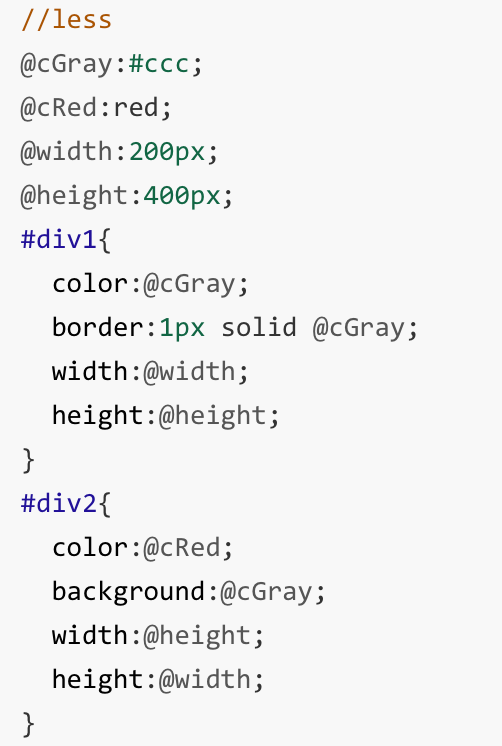 //less
@cGray:#ccc;
@cRed:red;
@width:200px;
@height:400px;
#div1{
  color:@cGray;
  border:1px solid @cGray;
  width:@width;
  height:@height;
}
#div2{
  color:@cRed;
  background:@cGray;
  width:@height;
  height:@width;
}